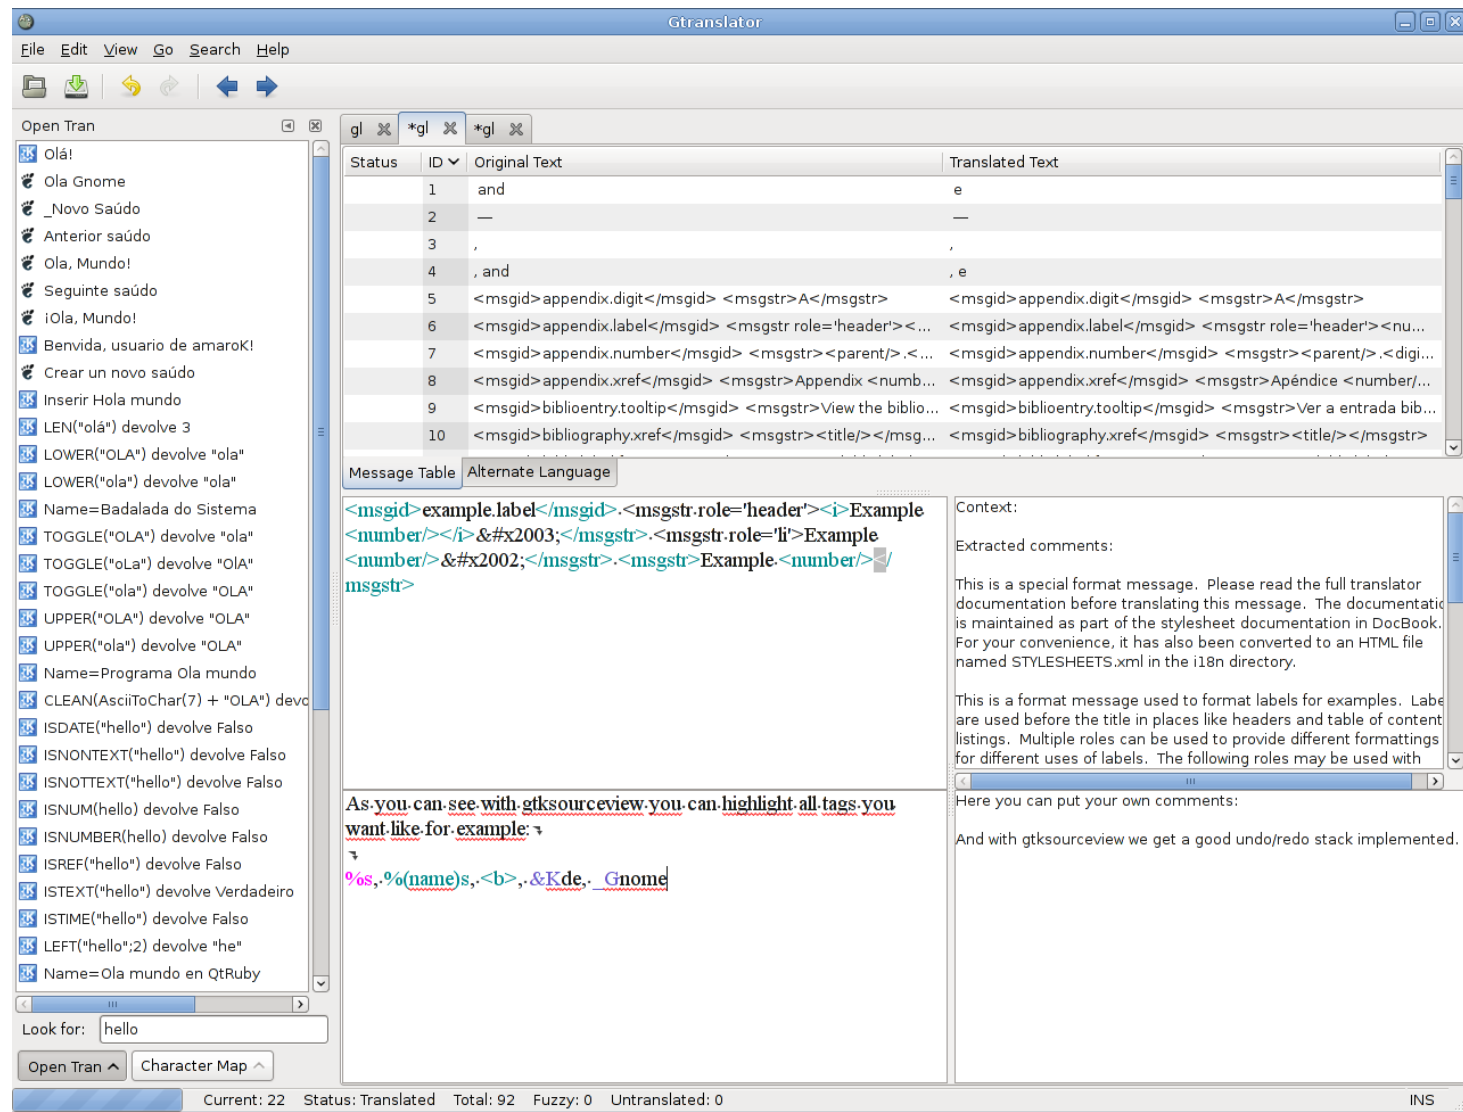 Gtranslator
File Edit View Go Search Help
Open Tran
Olá!
Ola Gnome
_Novo Saúdo
Anterior saúdo
Ola, Mundo!
Seguinte saúdo
¡Ola, Mundo!
Benvida, usuario de amaroK!
Crear un novo saúdo
Inserir Hola mundo
LEN("olá") devolve 3
LOWER("OLA") devolve "ola"
LOWER("ola") devolve "ola"
Name=Badalada do Sistema
TOGGLE("OLA") devolve "ola"
TOGGLE("oLa") devolve "OlA"
TOGGLE("ola") devolve "OLA"
UPPER("OLA") devolve "OLA"
UPPER("ola") devolve "OLA"
Name=Programa Ola mundo
CLEAN(AsciiToChar(7) + "OLA") devo
ISDATE("hello") devolve Falso
ISNONTEXT("hello") devolve Falso
ISNOTTEXT("hello") devolve Falso
ISNUM(hello) devolve Falso
ISNUMBER(hello) devolve Falso
ISREF("hello") devolve Falso
ISTEXT("hello") devolve Verdadeiro
ISTIME("hello") devolve Falso
LEFT("hello";2) devolve "he"
Name=Ola mundo en QtRuby
Look for: hello
Open Tran Character Map
gl *gl *gl
Status ID Original Text Translated Text
1 and e
2 — —
3 , ,
4 , and , e
5 <msgid>appendix.digit</msgid> <msgstr>A</msgstr> <msgid>appendix.digit</msgid> <msgstr>A</msgstr>
6 <msgid>appendix.label</msgid> <msgstr role='header'><... <msgid>appendix.label</msgid> <msgstr role='header'><nu...
7 <msgid>appendix.number</msgid> <msgstr><parent/>.<... <msgid>appendix.number</msgid> <msgstr><parent/>.<digi...
8 <msgid>appendix.xref</msgid> <msgstr>Appendix <numb... <msgid>appendix.xref</msgid> <msgstr>Apéndice <number/...
9 <msgid>biblioentry.tooltip</msgid> <msgstr>View the biblio... <msgid>biblioentry.tooltip</msgid> <msgstr>Ver a entrada bib...
10 <msgid>bibliography.xref</msgid> <msgstr><title/></msg... <msgid>bibliography.xref</msgid> <msgstr><title/></msgstr>
Message Table Alternate Language
<msgid>example.label</msgid>·<msgstr·role='header'><i>Example·
<number/></i>&#x2003;</msgstr>·<msgstr·role='li'>Example·
<number/>&#x2002;</msgstr>·<msgstr>Example·<number/></
msgstr>
As·you·can·see·with·gtksourceview·you·can·highlight·all·tags·you·
want·like·for·example:
%s,·%(name)s,·<b>,·&Kde,·_Gnome
Context:
Extracted comments:
This is a special format message.  Please read the full translator
documentation before translating this message.  The documentatio
is maintained as part of the stylesheet documentation in DocBook.
For your convenience, it has also been converted to an HTML file
named STYLESHEETS.xml in the i18n directory.
This is a format message used to format labels for examples.  Labe
are used before the title in places like headers and table of content
listings.  Multiple roles can be used to provide different formattings
for different uses of labels.  The following roles may be used with
Here you can put your own comments:
And with gtksourceview we get a good undo/redo stack implemented.
Current: 22 Status: Translated Total: 92 Fuzzy: 0 Untranslated: 0 INS